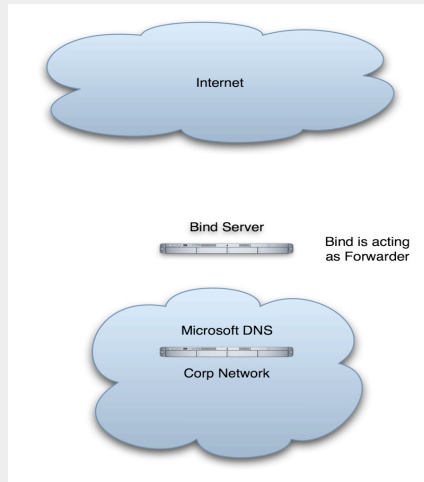 Internet
Bind Server
Bind is acting
as Forwarder
Microsoft DNS
Corp Network